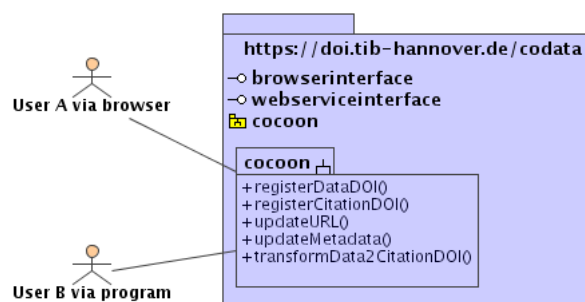 https://doi.tib-hannover.de/codata
browserinterface
webserviceinterface
cocoon
User A via browser
cocoon
+registerDataDOI()
+registerCitationDOI()
+updateURL()
+updateMetadata()
+transformData2CitationDOI()
User B via program